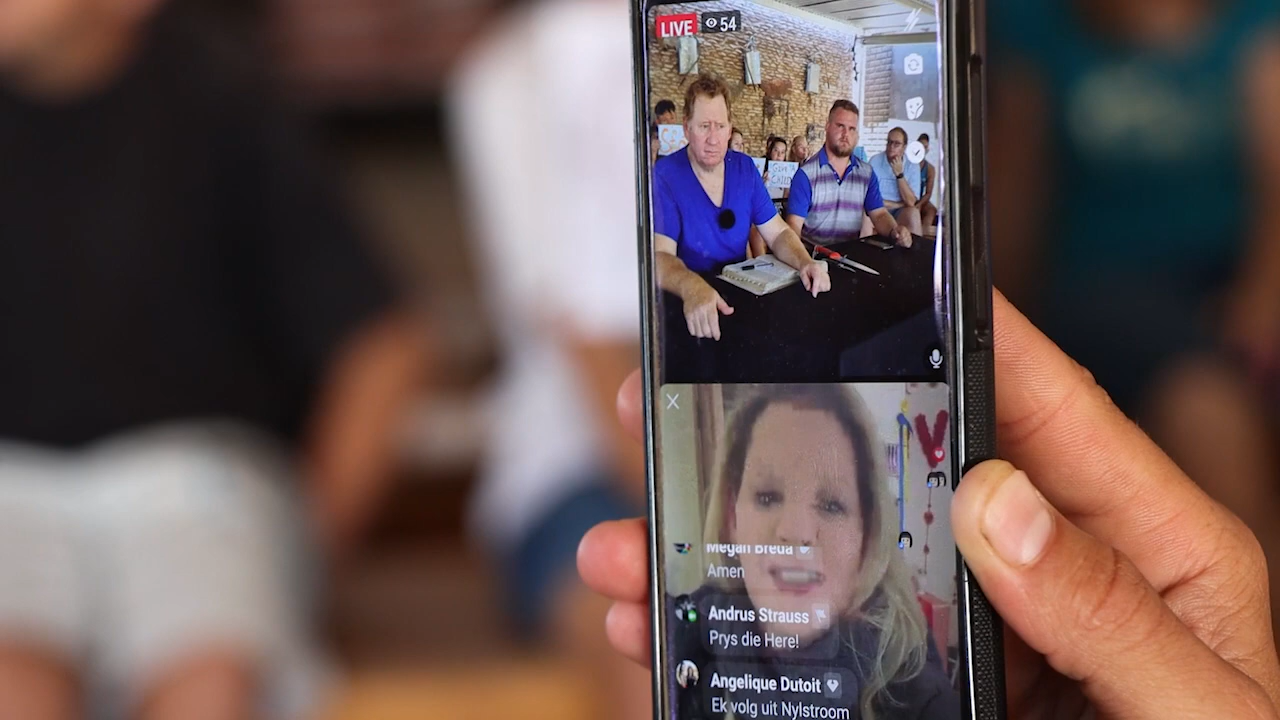 LIVE 54
Megan Breda
Amen
Andrus Strauss
Prys die Here!
Angelique Dutoit
Ek volg uit Nylstroom